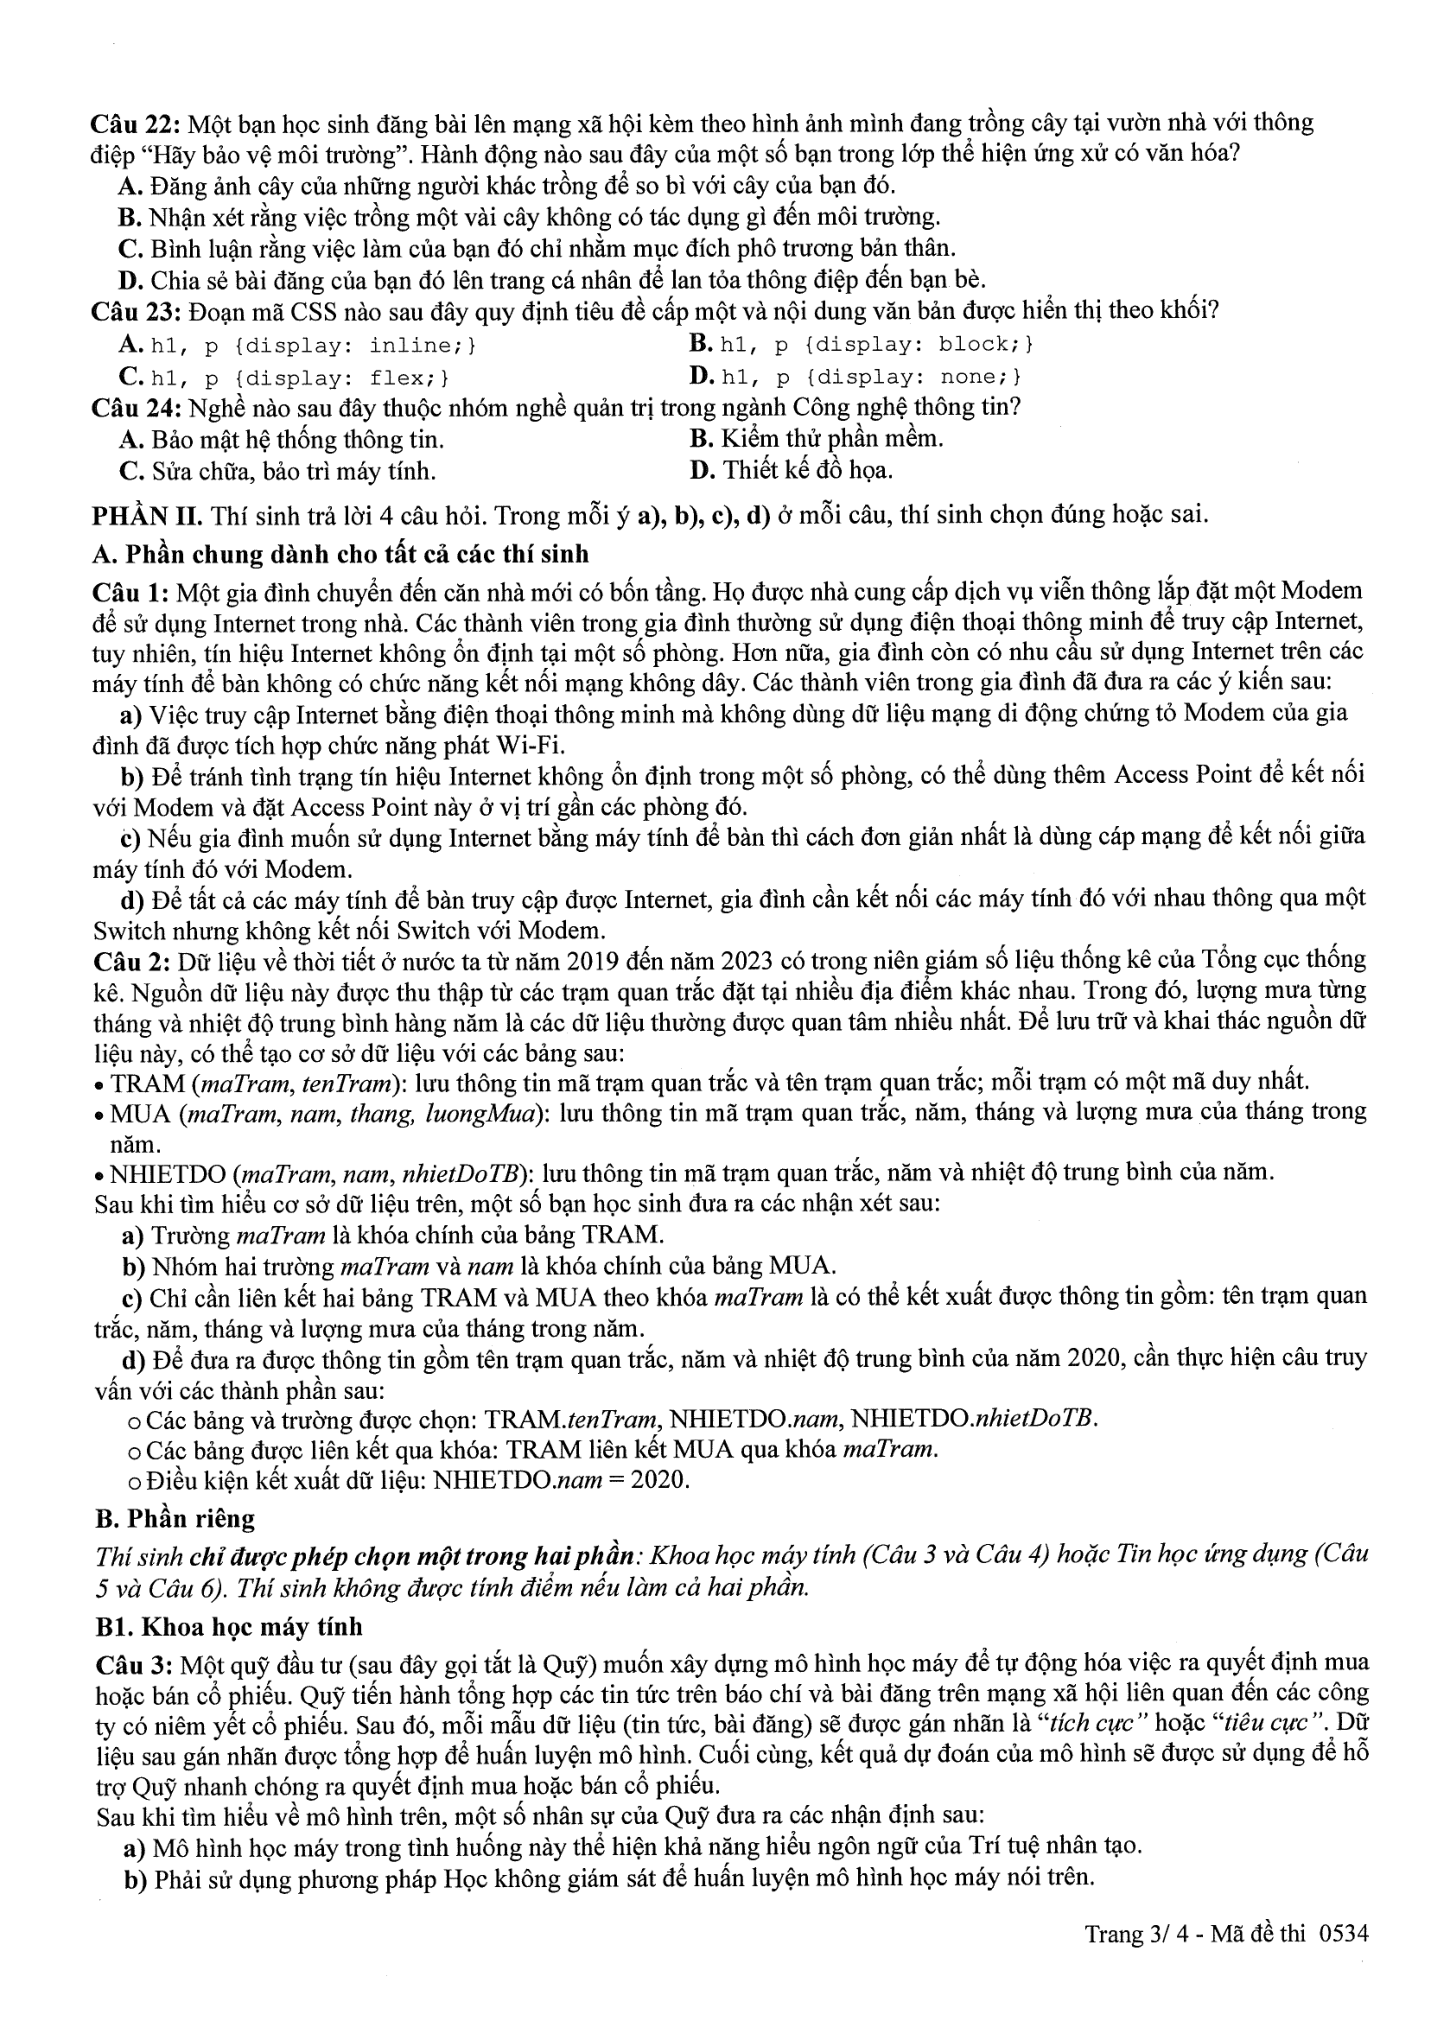 Câu 22: Một bạn học sinh đăng bài lên mạng xã hội kèm theo hình ảnh mình đang trồng cây tại vườn nhà với thông
điệp “Hãy bảo vệ môi trường”. Hành động nào sau đây của một số bạn trong lớp thể hiện ứng xử có văn hóa?
A. Đăng ảnh cây của những người khác trồng để so bì với cây của bạn đó.
B. Nhận xét rằng việc trồng một vài cây không có tác dụng gì đến môi trường.
C. Bình luận rằng việc làm của bạn đó chỉ nhằm mục đích phô trương bản thân.
D. Chia sẻ bài đăng của bạn đó lên trang cá nhân để lan tỏa thông điệp đến bạn bè.
Câu 23: Đoạn mã CSS nào sau đây quy định tiêu đề cấp một và nội dung văn bản được hiển thị theo khối?
A. h1, p {display: inline;} B. h1, p {display: block;}
C. h1, p {display: flex;} D. h1, p {display: none;}
Câu 24: Nghề nào sau đây thuộc nhóm nghề quản trị trong ngành Công nghệ thông tin?
A. Bảo mật hệ thống thông tin. B. Kiểm thử phần mềm.
C. Sửa chữa, bảo trì máy tính. D. Thiết kế đồ họa.
PHẦN II. Thí sinh trả lời 4 câu hỏi. Trong mỗi ý a), b), c), d) ở mỗi câu, thí sinh chọn đúng hoặc sai.
A. Phần chung dành cho tất cả các thí sinh
Câu 1: Một gia đình chuyển đến căn nhà mới có bốn tầng. Họ được nhà cung cấp dịch vụ viễn thông lắp đặt một Modem
để sử dụng Internet trong nhà. Các thành viên trong gia đình thường sử dụng điện thoại thông minh để truy cập Internet,
tuy nhiên, tín hiệu Internet không ổn định tại một số phòng. Hơn nữa, gia đình còn có nhu cầu sử dụng Internet trên các
máy tính để bàn không có chức năng kết nối mạng không dây. Các thành viên trong gia đình đã đưa ra các ý kiến sau:
a) Việc truy cập Internet bằng điện thoại thông minh mà không dùng dữ liệu mạng di động chứng tỏ Modem của gia
đình đã được tích hợp chức năng phát Wi-Fi.
b) Để tránh tình trạng tín hiệu Internet không ổn định trong một số phòng, có thể dùng thêm Access Point để kết nối
với Modem và đặt Access Point này ở vị trí gần các phòng đó.
c) Nếu gia đình muốn sử dụng Internet bằng máy tính để bàn thì cách đơn giản nhất là dùng cáp mạng để kết nối giữa
máy tính đó với Modem.
d) Để tất cả các máy tính để bàn truy cập được Internet, gia đình cần kết nối các máy tính đó với nhau thông qua một
Switch nhưng không kết nối Switch với Modem.
Câu 2: Dữ liệu về thời tiết ở nước ta từ năm 2019 đến năm 2023 có trong niên giám số liệu thống kê của Tổng cục thống
kê. Nguồn dữ liệu này được thu thập từ các trạm quan trắc đặt tại nhiều địa điểm khác nhau. Trong đó, lượng mưa từng
tháng và nhiệt độ trung bình hàng năm là các dữ liệu thường được quan tâm nhiều nhất. Để lưu trữ và khai thác nguồn dữ
liệu này, có thể tạo cơ sở dữ liệu với các bảng sau:
• TRAM (maTram, tenTram): lưu thông tin mã trạm quan trắc và tên trạm quan trắc; mỗi trạm có một mã duy nhất.
• MUA (maTram, nam, thang, luongMua): lưu thông tin mã trạm quan trắc, năm, tháng và lượng mưa của tháng trong
năm.
• NHIETDO (maTram, nam, nhietDoTB): lưu thông tin mã trạm quan trắc, năm và nhiệt độ trung bình của năm.
Sau khi tìm hiểu cơ sở dữ liệu trên, một số bạn học sinh đưa ra các nhận xét sau:
a) Trường maTram là khóa chính của bảng TRAM.
b) Nhóm hai trường maTram và nam là khóa chính của bảng MUA.
c) Chỉ cần liên kết hai bảng TRAM và MUA theo khóa maTram là có thể kết xuất được thông tin gồm: tên trạm quan
trắc, năm, tháng và lượng mưa của tháng trong năm.
d) Để đưa ra được thông tin gồm tên trạm quan trắc, năm và nhiệt độ trung bình của năm 2020, cần thực hiện câu truy
vấn với các thành phần sau:
o Các bảng và trường được chọn: TRAM.tenTram, NHIETDO.nam, NHIETDO.nhietDoTB.
o Các bảng được liên kết qua khóa: TRAM liên kết MUA qua khóa maTram.
o Điều kiện kết xuất dữ liệu: NHIETDO.nam = 2020.
B. Phần riêng
Thí sinh chỉ được phép chọn một trong hai phần: Khoa học máy tính (Câu 3 và Câu 4) hoặc Tin học ứng dụng (Câu
5 và Câu 6). Thí sinh không được tính điểm nếu làm cả hai phần.
B1. Khoa học máy tính
Câu 3: Một quỹ đầu tư (sau đây gọi tắt là Quỹ) muốn xây dựng mô hình học máy để tự động hóa việc ra quyết định mua
hoặc bán cổ phiếu. Quỹ tiến hành tổng hợp các tin tức trên báo chí và bài đăng trên mạng xã hội liên quan đến các công
ty có niêm yết cổ phiếu. Sau đó, mỗi mẫu dữ liệu (tin tức, bài đăng) sẽ được gán nhãn là “tích cực” hoặc “tiêu cực”. Dữ
liệu sau gán nhãn được tổng hợp để huấn luyện mô hình. Cuối cùng, kết quả dự đoán của mô hình sẽ được sử dụng để hỗ
trợ Quỹ nhanh chóng ra quyết định mua hoặc bán cổ phiếu.
Sau khi tìm hiểu về mô hình trên, một số nhân sự của Quỹ đưa ra các nhận định sau:
a) Mô hình học máy trong tình huống này thể hiện khả năng hiểu ngôn ngữ của Trí tuệ nhân tạo.
b) Phải sử dụng phương pháp Học không giám sát để huấn luyện mô hình học máy nói trên.
Trang 3/ 4 - Mã đề thi 0534